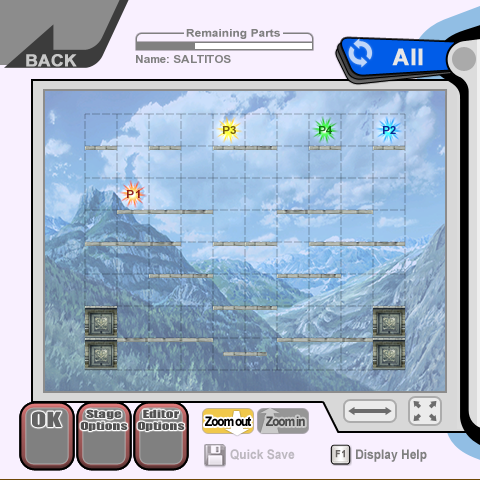 Remaining Parts
BACK
Name: SALTITOS
All
P3
P4
P2
P1
OK
Stage Options
Editor Options
Zoom out
Zoom in
Quick Save
F1 Display Help